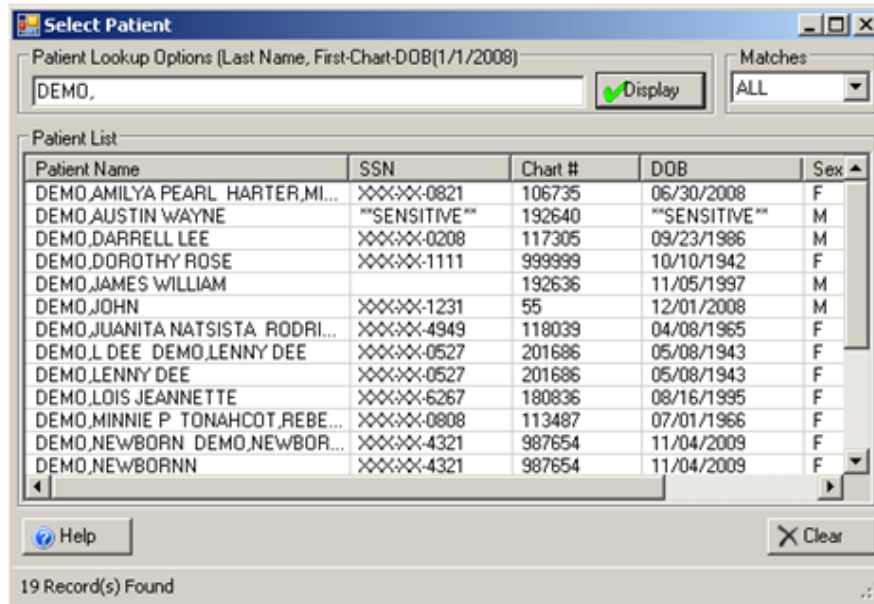 Select Patient
Patient Lookup Options (Last Name, First-Chart-DOB(1/1/2008) Matches
DEMO, Display ALL
Patient List
Patient Name SSN Chart # DOB Sex
DEMO,AMILYA PEARL HARTER,MI... XXX-XX-0821 106735 06/30/2008 F
DEMO,AUSTIN WAYNE **SENSITIVE** 192640 **SENSITIVE** M
DEMO,DARRELL LEE XXX-XX-0208 117305 09/23/1986 M
DEMO,DOROTHY ROSE XXX-XX-1111 999999 10/10/1942 F
DEMO,JAMES WILLIAM 192636 11/05/1997 M
DEMO,JOHN XXX-XX-1231 55 12/01/2008 M
DEMO,JUANITA NATSISTA RODRI... XXX-XX-4949 118039 04/08/1965 F
DEMO,L DEE DEMO,LENNY DEE XXX-XX-0527 201686 05/08/1943 F
DEMO,LENNY DEE XXX-XX-0527 201686 05/08/1943 F
DEMO,LOIS JEANNETTE XXX-XX-6267 180836 08/16/1995 F
DEMO,MINNIE P TONAHCOT,REBE... XXX-XX-0808 113487 07/01/1966 F
DEMO,NEWBORN DEMO,NEWBOR... XXX-XX-4321 987654 11/04/2009 F
DEMO,NEWBORNN XXX-XX-4321 987654 11/04/2009 F
Help Clear
19 Record(s) Found